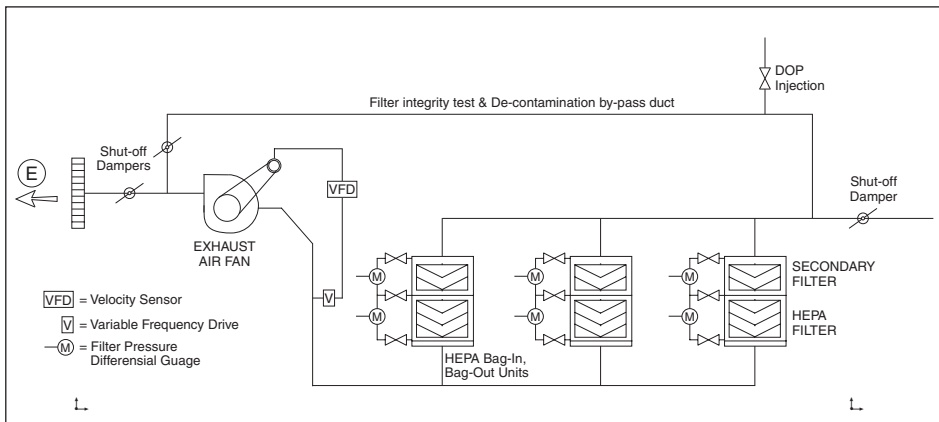 DOP
Injection
Filter integrity test & De-contamination by-pass duct
Shut-off
Dampers
E
VFD
Shut-off
Damper
EXHAUST
AIR FAN
M
M
M
SECONDARY
FILTER
VFD = Velocity Sensor
V
V = Variable Frequency Drive
M
M
M
HEPA
FILTER
M = Filter Pressure
Differensial Guage
HEPA Bag-In,
Bag-Out Units